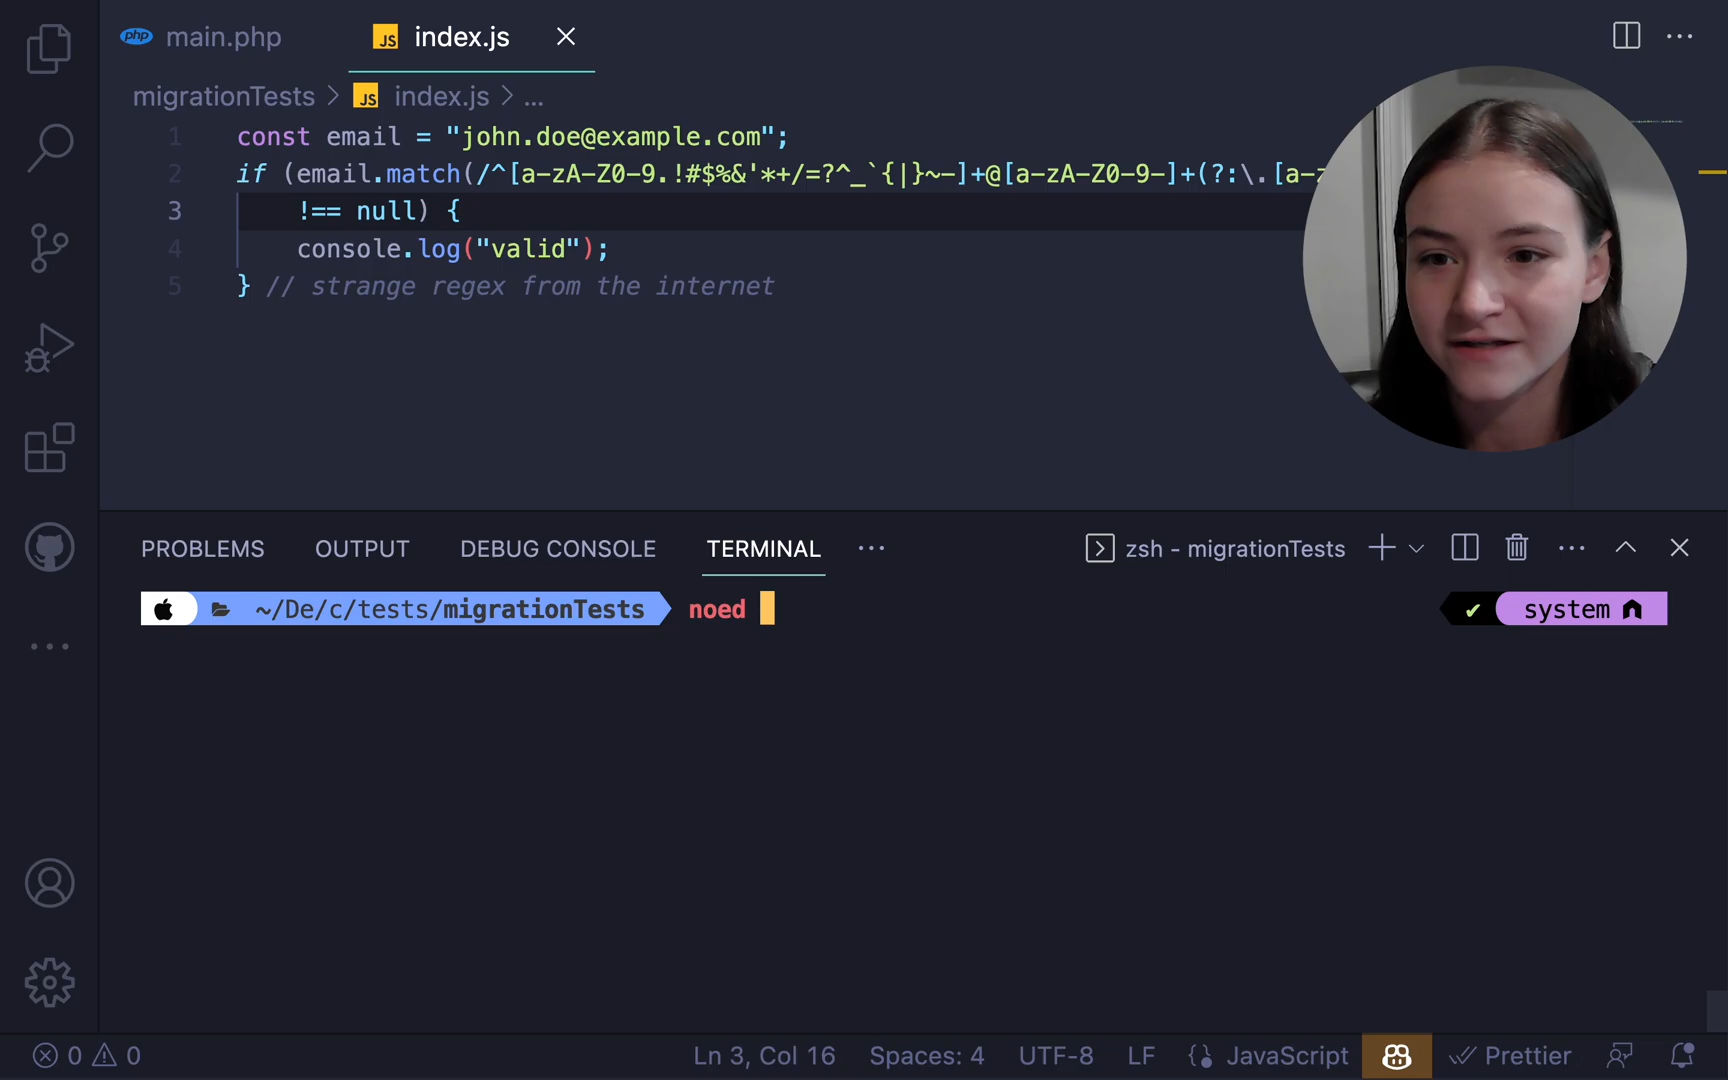 php main.php
JS index.js
migrationTests > JS index.js > ...
1 const email = "john.doe@example.com";
2 if (email.match(/^[a-zA-Z0-9.!#$%&'*+/=?^_`{|}~-]+@[a-zA-Z0-9-]+(?:\.[a-z
3 !== null) {
4 console.log("valid");
5 } // strange regex from the internet
PROBLEMS OUTPUT DEBUG CONSOLE TERMINAL ... zsh - migrationTests
~/De/c/tests/migrationTests noed ✔ system
0 0 Ln 3, Col 16 Spaces: 4 UTF-8 LF {} JavaScript Prettier